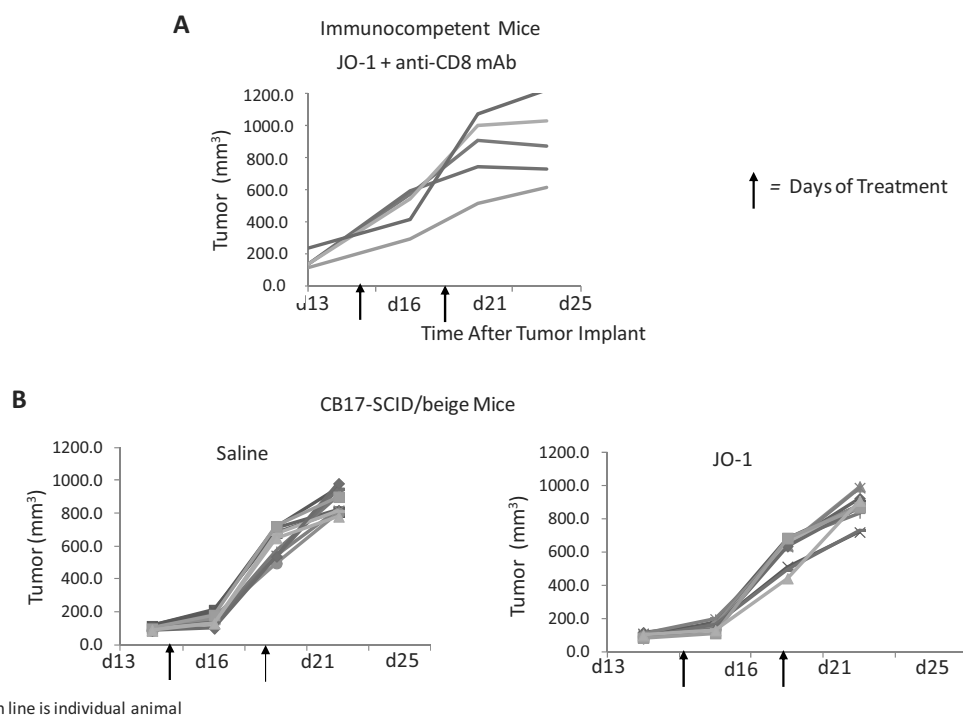 A
Immunocompetent Mice
JO-1 + anti-CD8 mAb
1200.0
1000.0
800.0
600.0
400.0
200.0
0.0
Tumor (mm³)
d13 d16 d21 d25
Time After Tumor Implant
= Days of Treatment
B
CB17-SCID/beige Mice
Saline
1200.0
1000.0
800.0
600.0
400.0
200.0
0.0
Tumor (mm³)
d13 d16 d21 d25
JO-1
1200.0
1000.0
800.0
600.0
400.0
200.0
0.0
Tumor (mm³)
d13 d16 d21 d25
line is individual animal